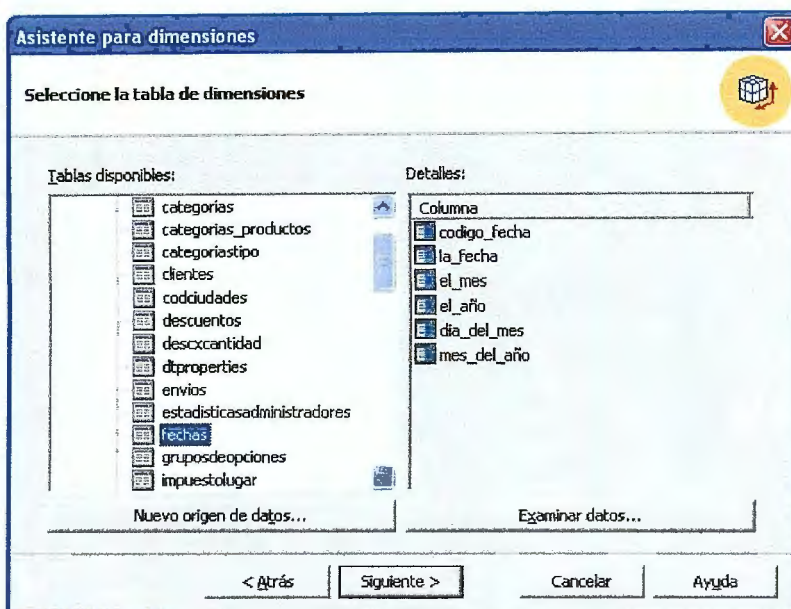 Asistente para dimensiones
Seleccione la tabla de dimensiones
Tablas disponibles:
categorias
categorias_productos
categoriastipo
clientes
codciudades
descuentos
descxcantidad
dtproperties
envios
estadisticasadministradores
fechas
gruposdeopciones
impuestolugar
Nuevo origen de datos...
Detalles:
Columna
codigo_fecha
la_fecha
el_mes
el_año
dia_del_mes
mes_del_año
Examinar datos...
< Atrás
Siguiente >
Cancelar
Ayuda